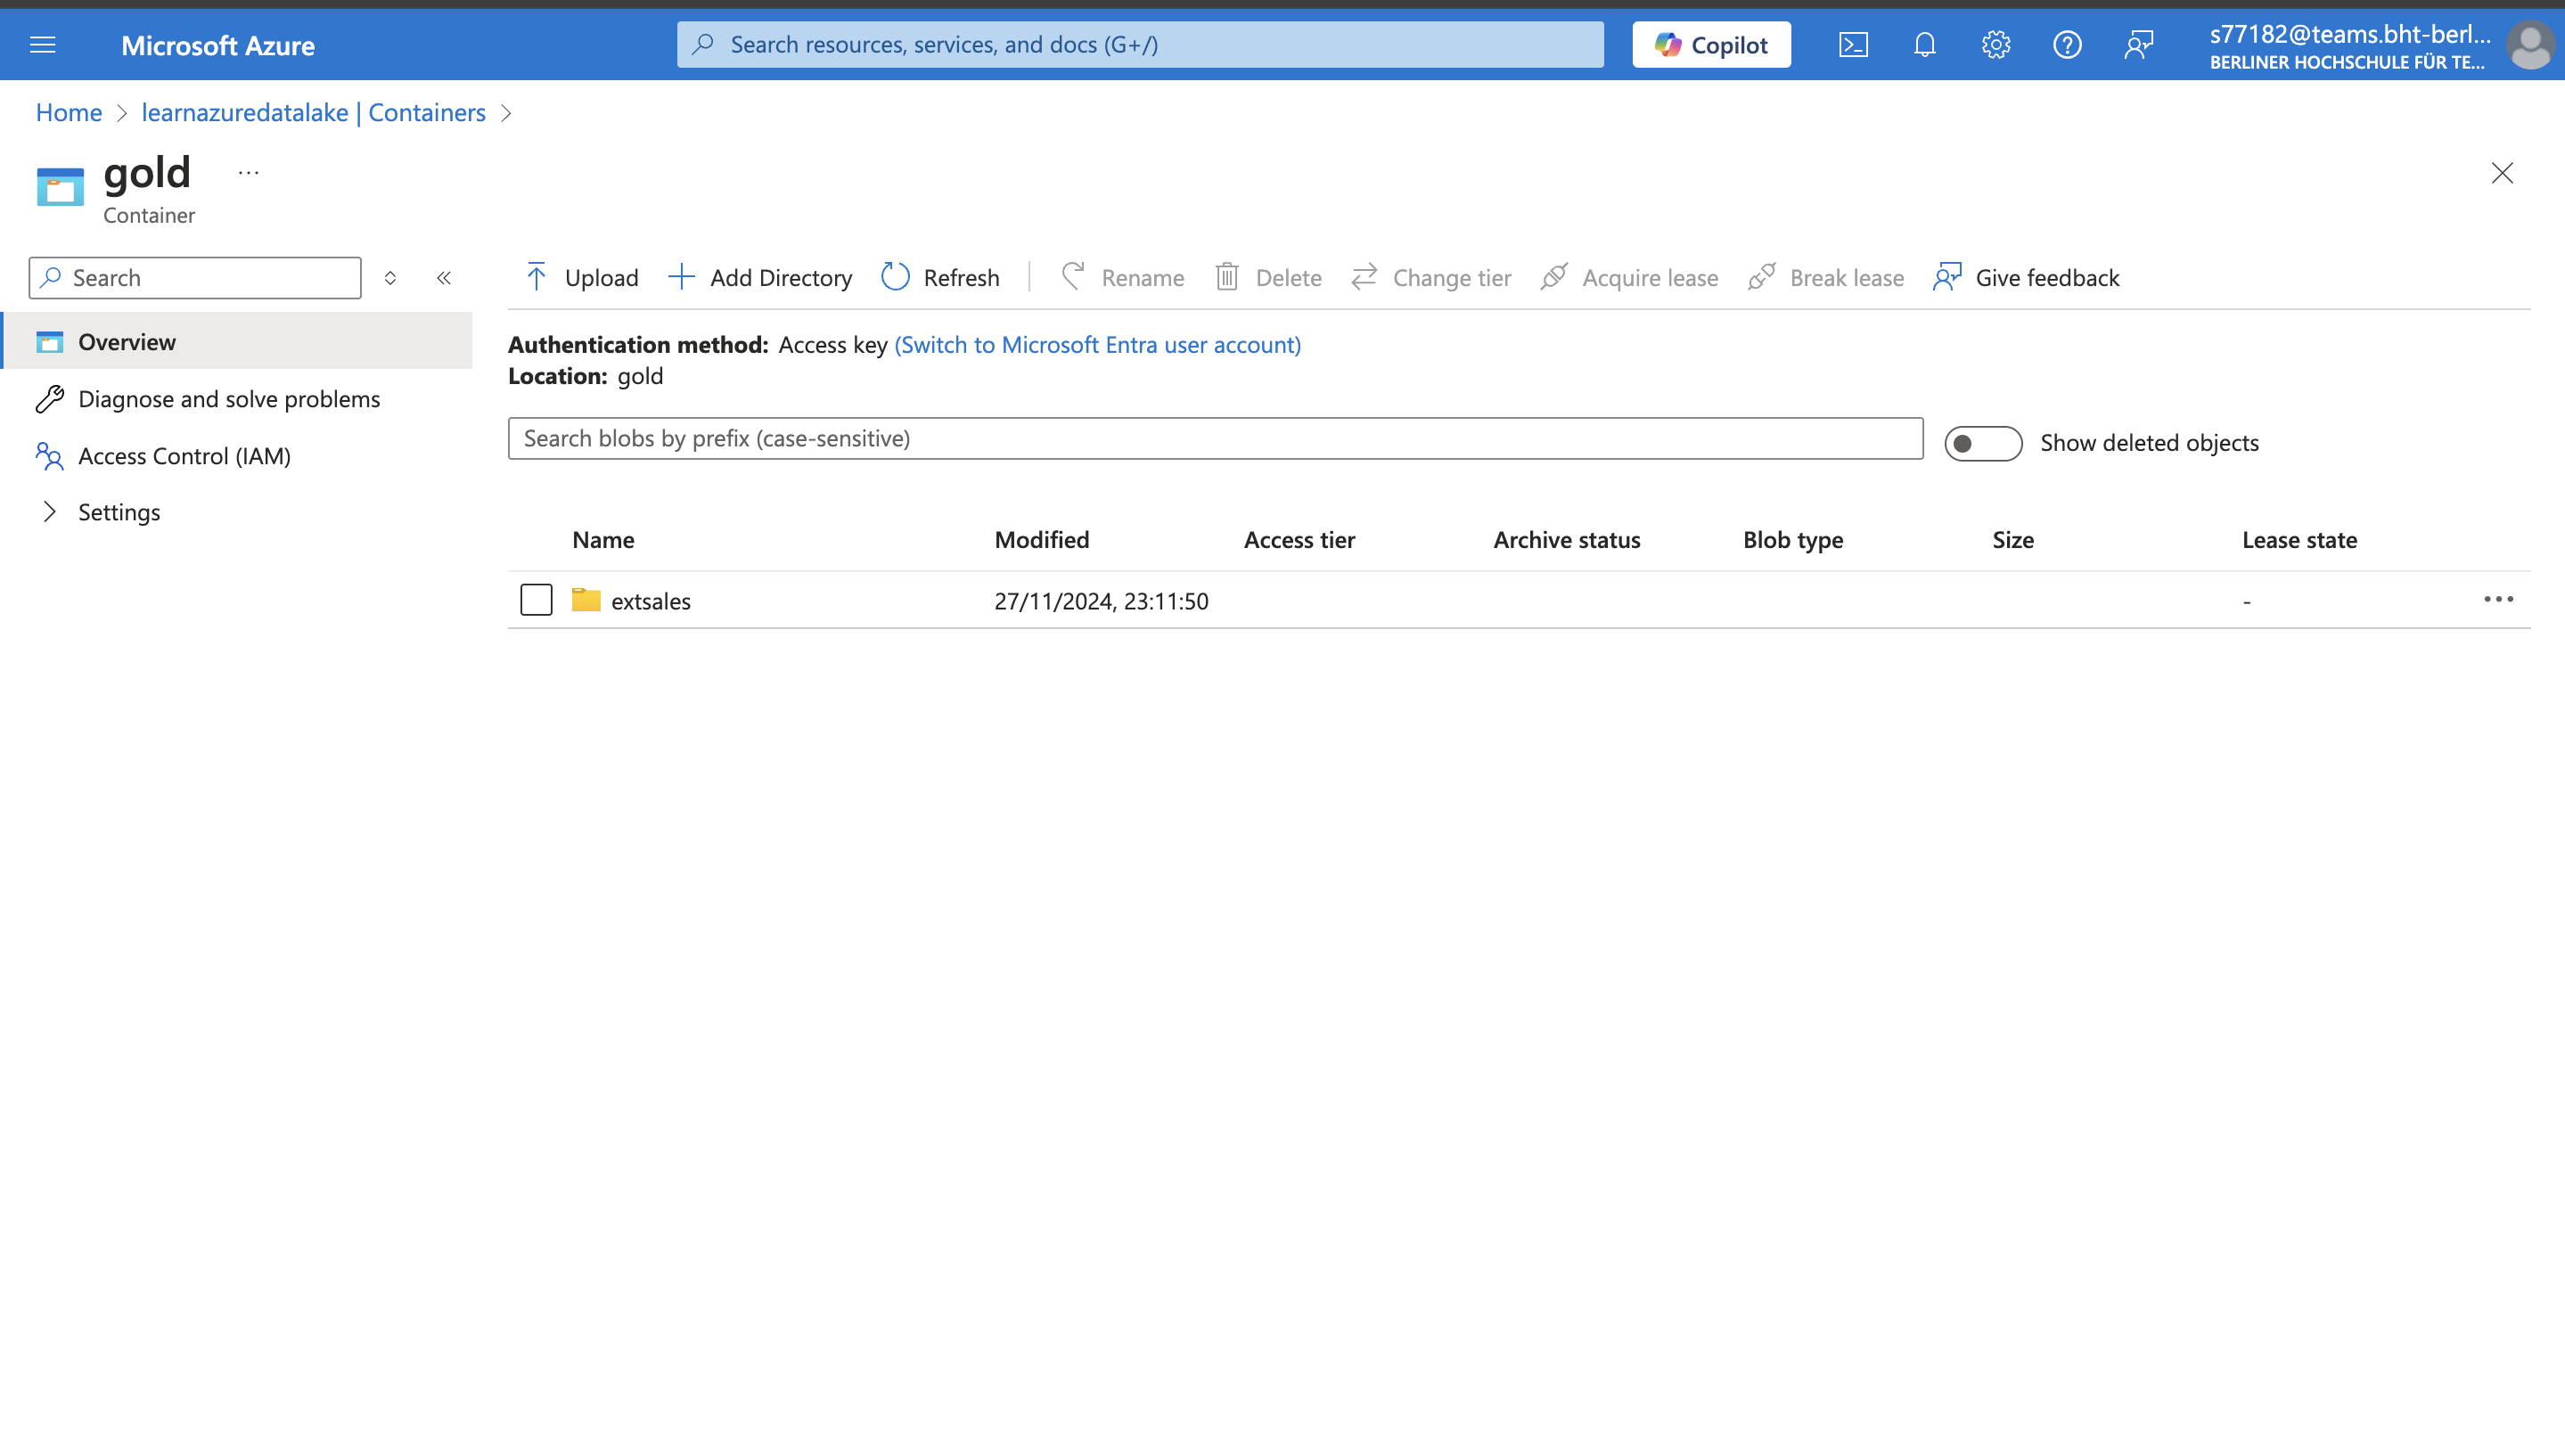 Microsoft Azure
Search resources, services, and docs (G+/)
Copilot
s77182@teams.bht-berl...
BERLINER HOCHSCHULE FÜR TE...
Home > learnazuredatalake | Containers >
gold ...
Container
Search
Upload Add Directory Refresh Rename Delete Change tier Acquire lease Break lease Give feedback
Overview
Diagnose and solve problems
Access Control (IAM)
Settings
Authentication method: Access key (Switch to Microsoft Entra user account)
Location: gold
Search blobs by prefix (case-sensitive)
Show deleted objects
Name Modified Access tier Archive status Blob type Size Lease state
extsales 27/11/2024, 23:11:50 - ...